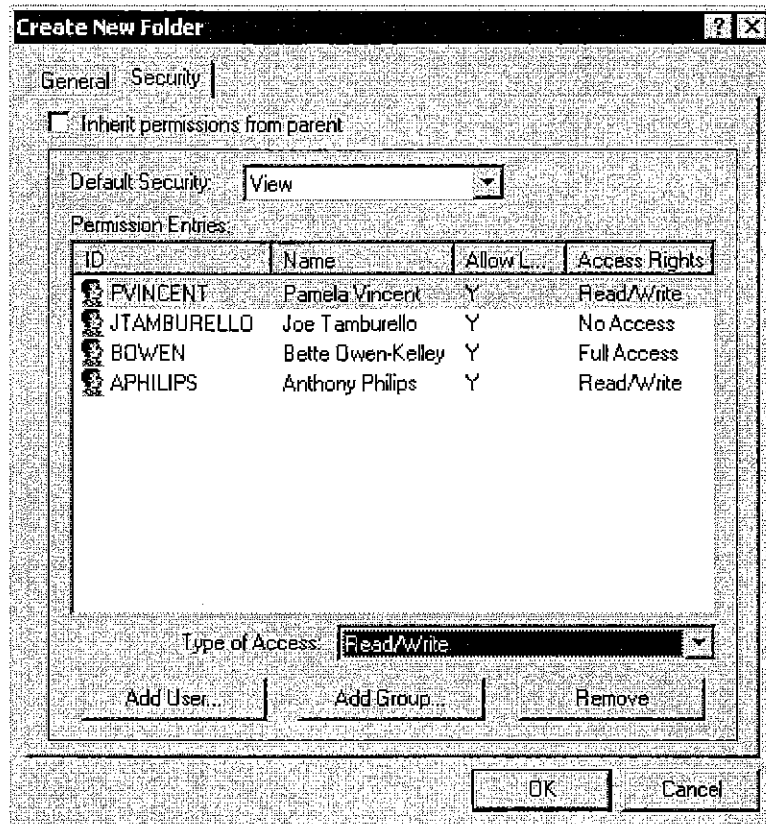 Create New Folder
General Security
Inherit permissions from parent
Default Security: View
Permission Entries:
ID Name Allow L... Access Rights
PVINCENT Pamela Vincent Y Read/Write
JTAMBURELLO Joe Tamburello Y No Access
BOWEN Bette Owen-Kelley Y Full Access
APHILIPS Anthony Philips Y Read/Write
Type of Access: Read/Write
Add User... Add Group... Remove
OK Cancel